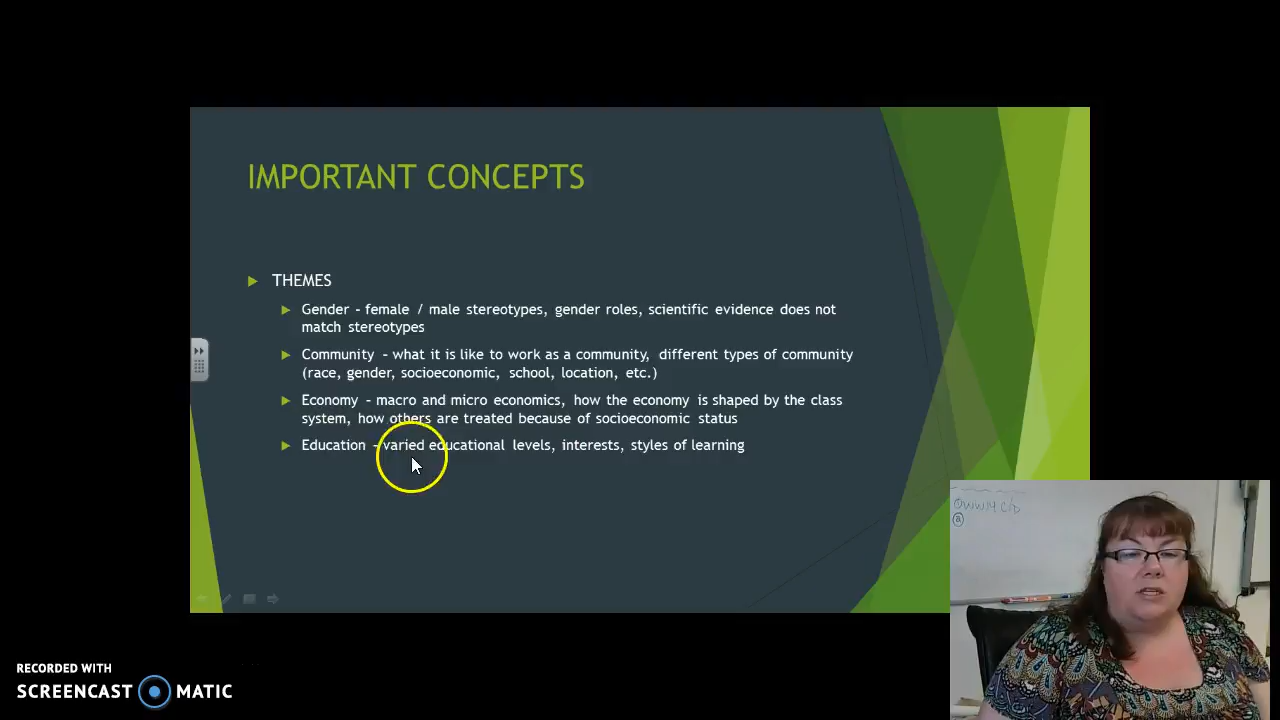 IMPORTANT CONCEPTS
THEMES
Gender – female / male stereotypes, gender roles, scientific evidence does not
match stereotypes
Community – what it is like to work as a community, different types of community
(race, gender, socioeconomic, school, location, etc.)
Economy – macro and micro economics, how the economy is shaped by the class
system, how others are treated because of socioeconomic status
Education – varied educational levels, interests, styles of learning
RECORDED WITH
SCREENCAST MATIC